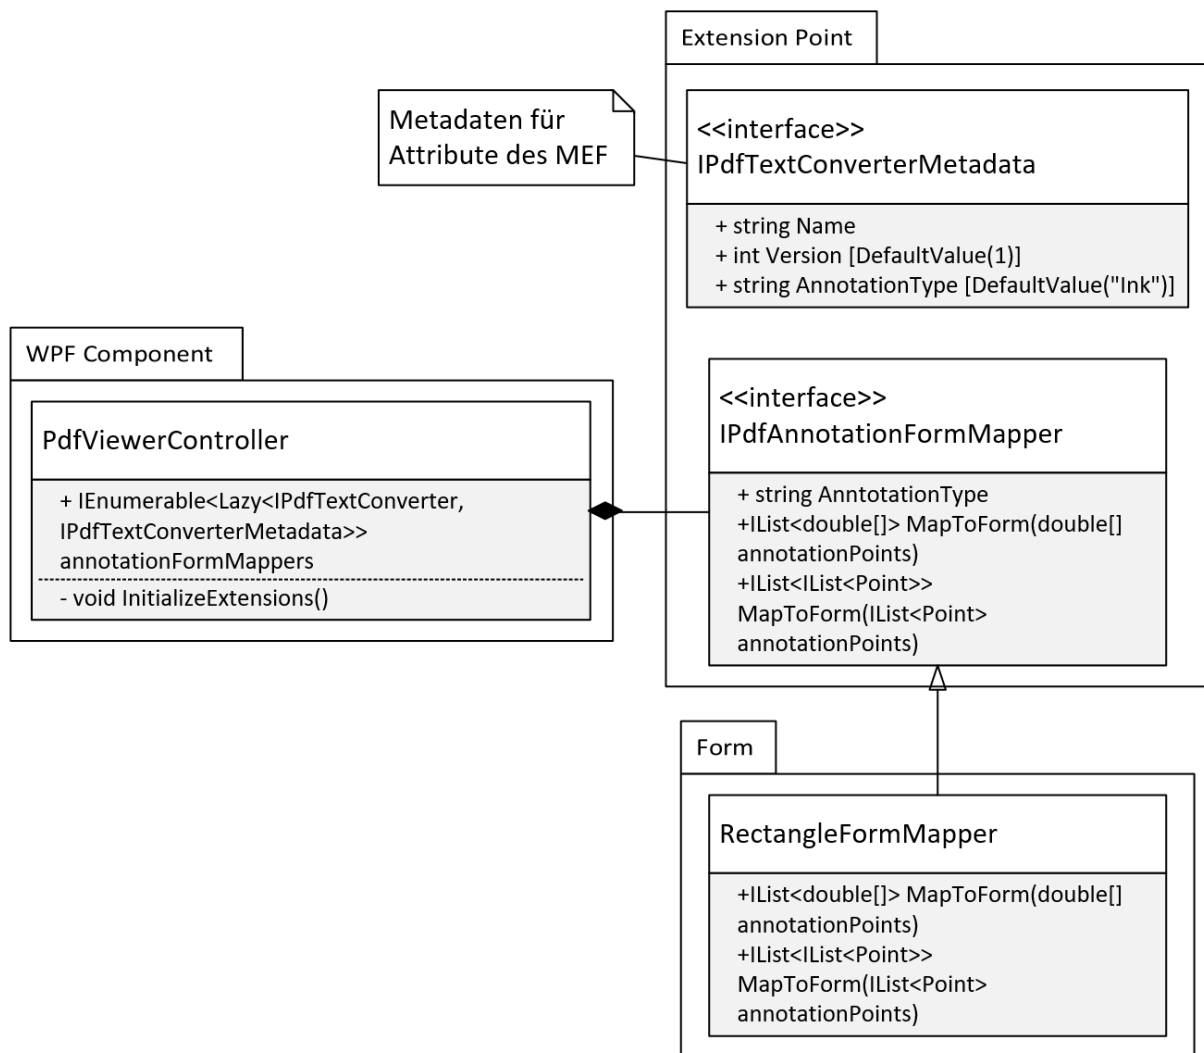 Extension Point
Metadaten für
Attribute des MEF
<<interface>>
IPdfTextConverterMetadata
+ string Name
+ int Version [DefaultValue(1)]
+ string AnnotationType [DefaultValue("Ink")]
WPF Component
PdfViewerController
+ IEnumerable<Lazy<IPdfTextConverter,
IPdfTextConverterMetadata>>
annotationFormMappers
- void InitializeExtensions()
<<interface>>
IPdfAnnotationFormMapper
+ string AnntotationType
+IList<double[]> MapToForm(double[]
annotationPoints)
+IList<IList<Point>>
MapToForm(IList<Point>
annotationPoints)
Form
RectangleFormMapper
+IList<double[]> MapToForm(double[]
annotationPoints)
+IList<IList<Point>>
MapToForm(IList<Point>
annotationPoints)